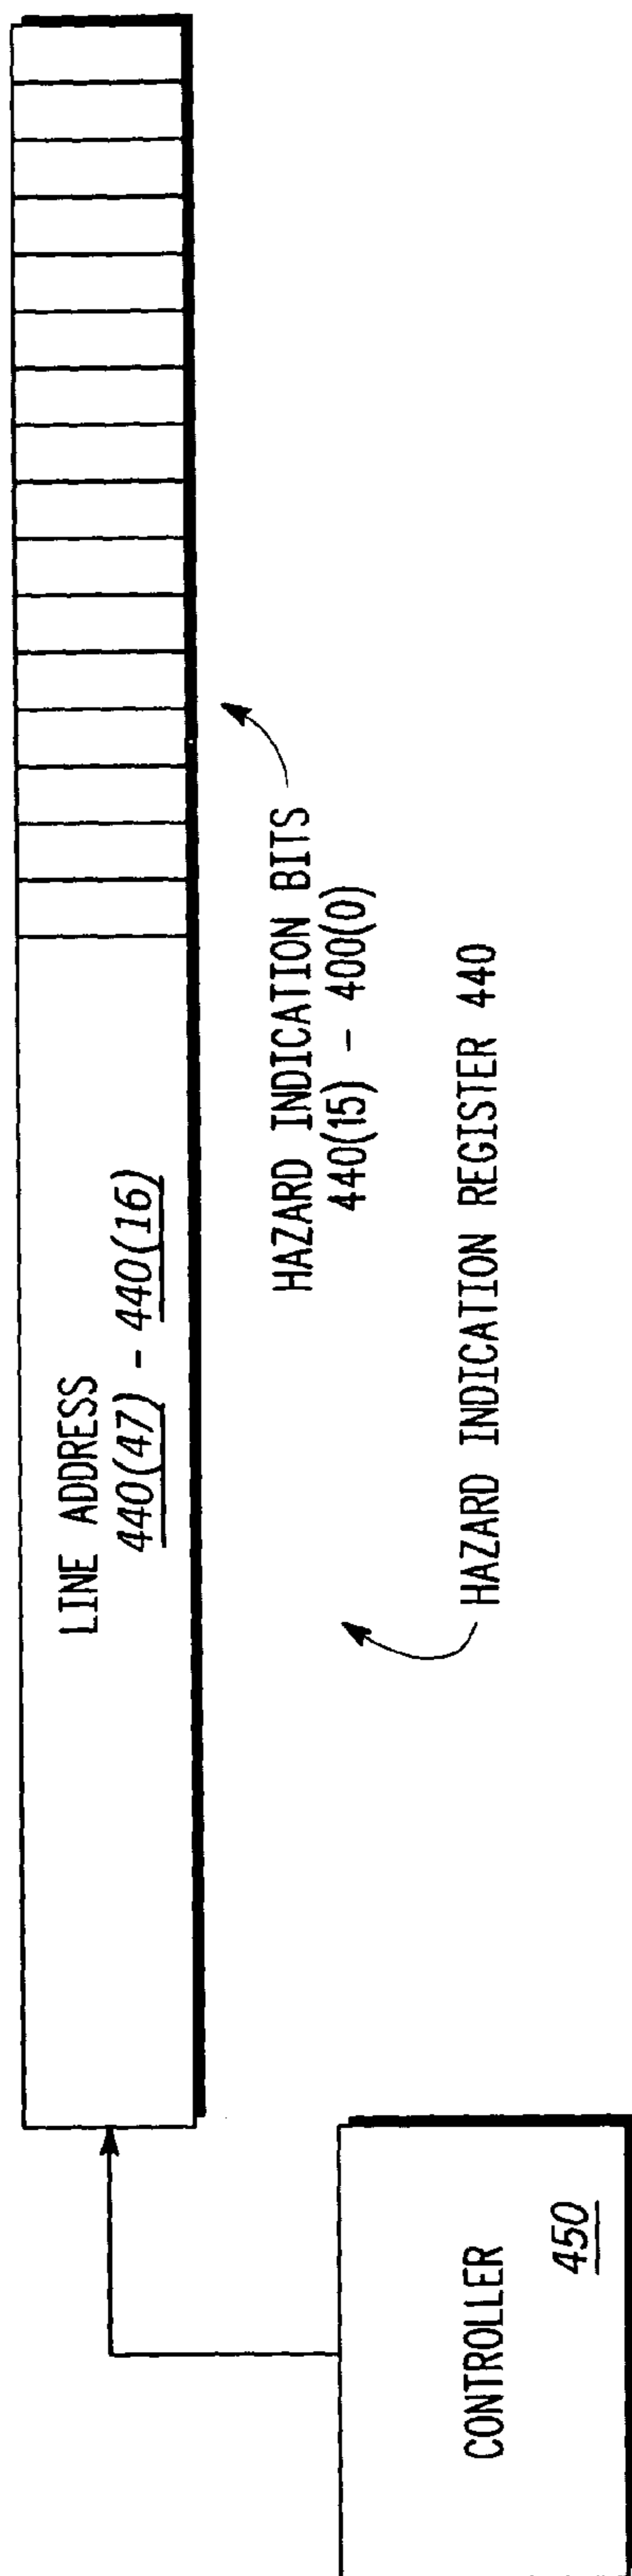 LINE ADDRESS
440(47) - 440(16)
HAZARD INDICATION BITS
440(15) - 400(0)
HAZARD INDICATION REGISTER 440
CONTROLLER
450